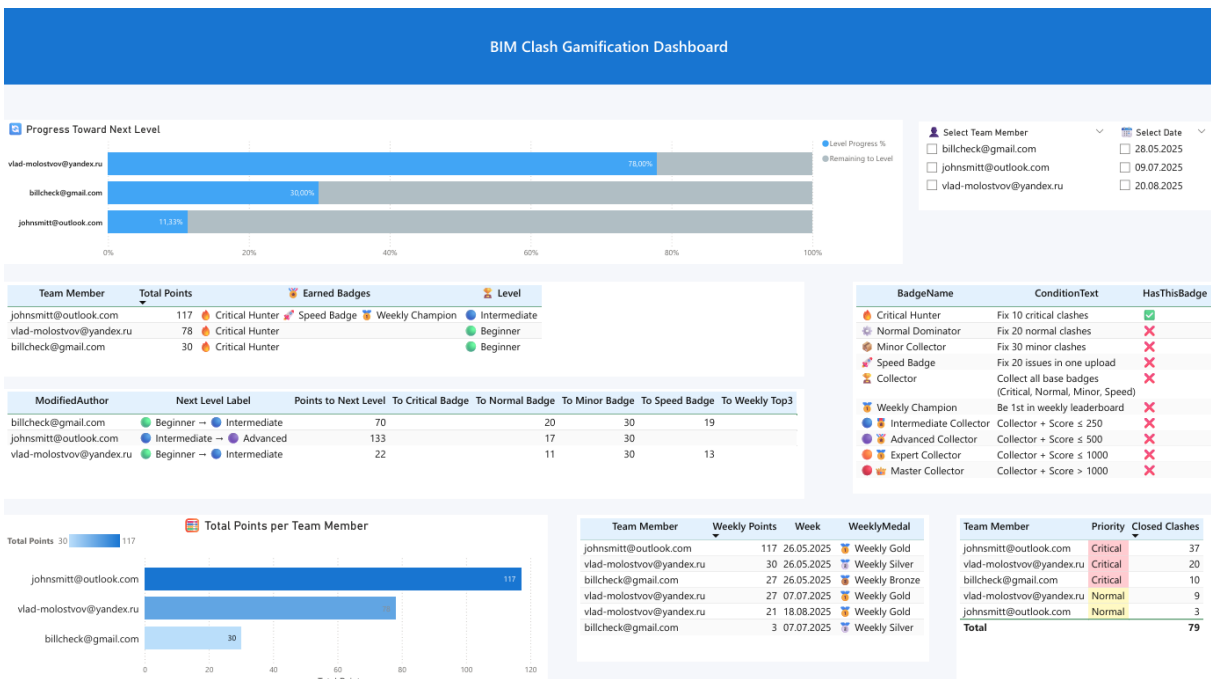 BIM Clash Gamification Dashboard
Progress Toward Next Level
vlad-molostvov@yandex.ru
78,00%
billcheck@gmail.com
30,00%
johnsmitt@outlook.com
11,33%
0% 20% 40% 60% 80% 100%
Level Progress %
Remaining to Level
Select Team Member
billcheck@gmail.com
johnsmitt@outlook.com
vlad-molostvov@yandex.ru
Select Date
28.05.2025
09.07.2025
20.08.2025
Team Member Total Points Earned Badges Level
johnsmitt@outlook.com 117 Critical Hunter Speed Badge Weekly Champion Intermediate
vlad-molostvov@yandex.ru 78 Critical Hunter Beginner
billcheck@gmail.com 30 Critical Hunter Beginner
ModifiedAuthor Next Level Label Points to Next Level To Critical Badge To Normal Badge To Minor Badge To Speed Badge To Weekly Top3
billcheck@gmail.com Beginner → Intermediate 70 20 30 19
johnsmitt@outlook.com Intermediate → Advanced 133 17 30
vlad-molostvov@yandex.ru Beginner → Intermediate 22 11 30 13
BadgeName ConditionText HasThisBadge
Critical Hunter Fix 10 critical clashes
Normal Dominator Fix 20 normal clashes
Minor Collector Fix 30 minor clashes
Speed Badge Fix 20 issues in one upload
Collector Collect all base badges
(Critical, Normal, Minor, Speed)
Weekly Champion Be 1st in weekly leaderboard
Intermediate Collector Collector + Score ≤ 250
Advanced Collector Collector + Score ≤ 500
Expert Collector Collector + Score ≤ 1000
Master Collector Collector + Score > 1000
Total Points per Team Member
Total Points 30 117
johnsmitt@outlook.com 117
vlad-molostvov@yandex.ru
billcheck@gmail.com 30
0 20 40 60 80 100 120
Team Member Weekly Points Week WeeklyMedal
johnsmitt@outlook.com 117 26.05.2025 Weekly Gold
vlad-molostvov@yandex.ru 30 26.05.2025 Weekly Silver
billcheck@gmail.com 27 26.05.2025 Weekly Bronze
vlad-molostvov@yandex.ru 27 07.07.2025 Weekly Gold
vlad-molostvov@yandex.ru 21 18.08.2025 Weekly Gold
billcheck@gmail.com 3 07.07.2025 Weekly Silver
Team Member Priority Closed Clashes
johnsmitt@outlook.com Critical 37
vlad-molostvov@yandex.ru Critical 20
billcheck@gmail.com Critical 10
vlad-molostvov@yandex.ru Normal 9
johnsmitt@outlook.com Normal 3
Total 79